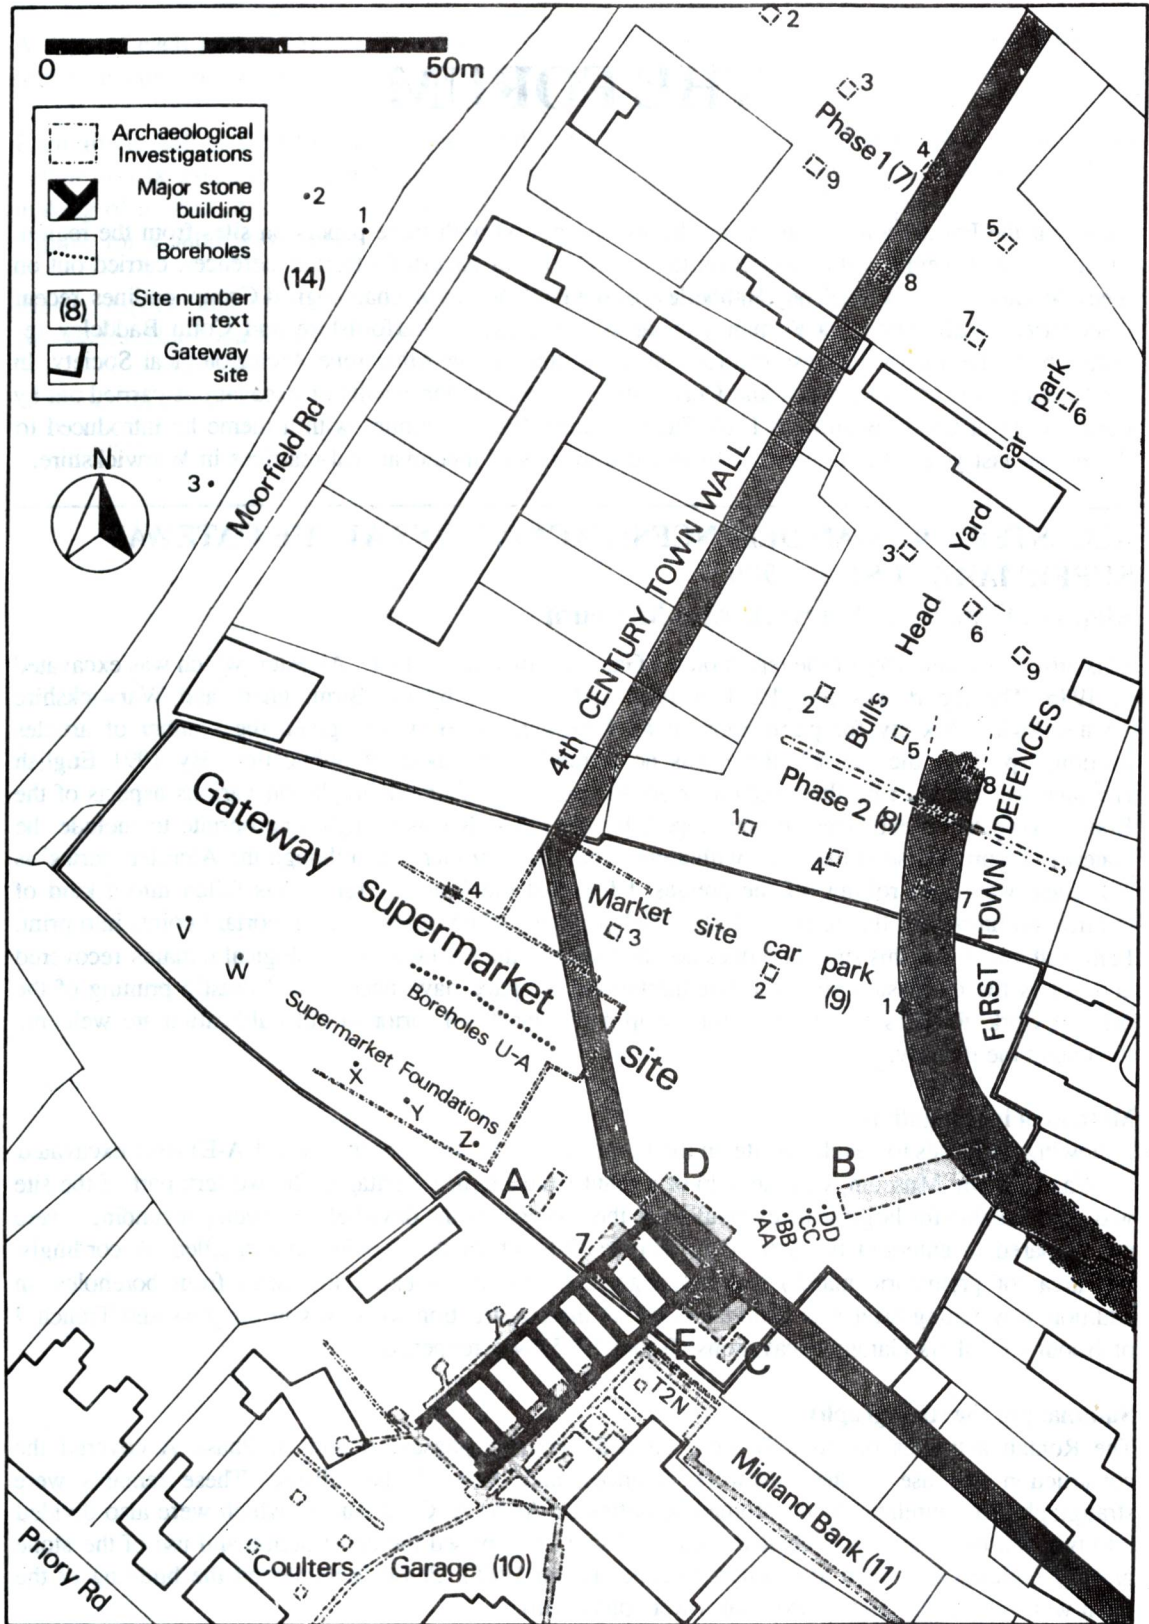 0 50m
Archaeological
Investigations
Major stone
building
Boreholes
(8) Site number
in text
Gateway
site
N
2
3
Phase 1 (7)
4
9
5
8
7
6
2
1
(14)
3
Moorfield Rd
4th CENTURY TOWN WALL
Bull's Head Yard car park
3
6
9
2
5
8
Phase 2 (8)
1
4
7
FIRST TOWN DEFENCES
Gateway supermarket site
4
Market site car park
(9)
3
2
1
V
W
Boreholes U-A
Supermarket Foundations
X
Y
Z
A
D
B
AA
BB
CC
DD
1
E
C
T2N
Midland Bank (11)
Coulters Garage (10)
Priory Rd